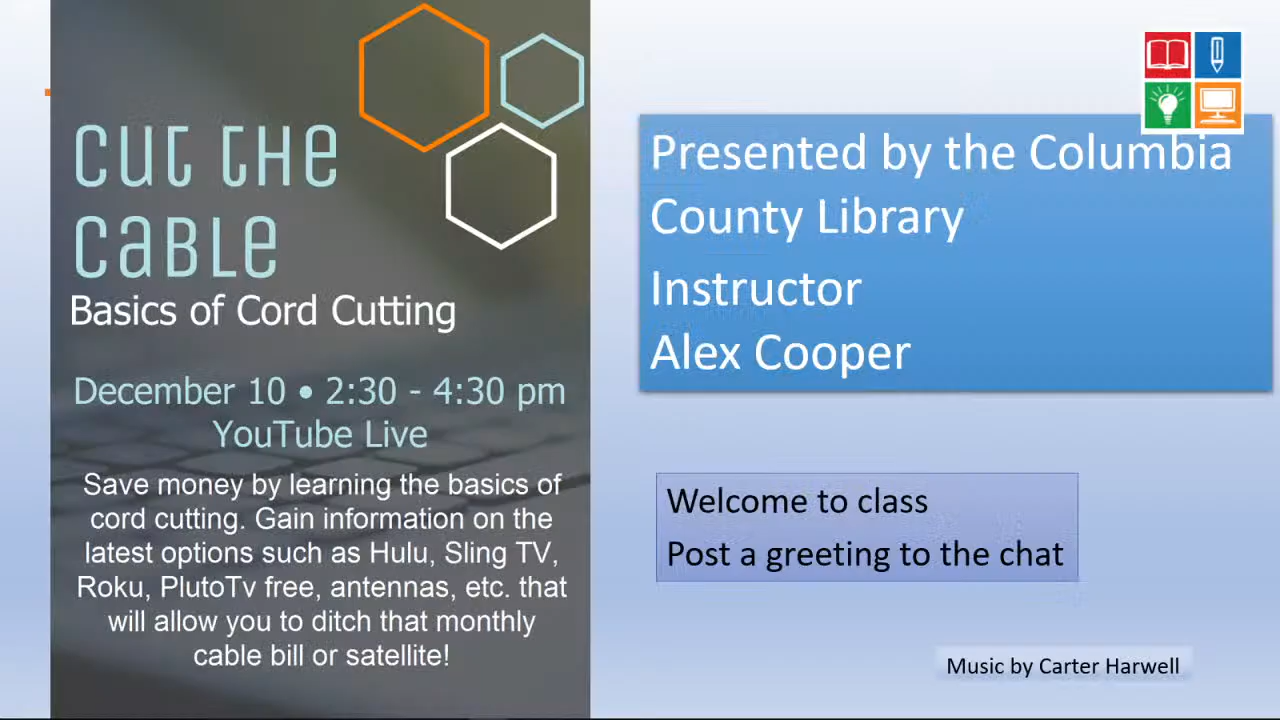 Cut the
Cable
Basics of Cord Cutting
December 10 • 2:30 - 4:30 pm
YouTube Live
Save money by learning the basics of
cord cutting. Gain information on the
latest options such as Hulu, Sling TV,
Roku, PlutoTv free, antennas, etc. that
will allow you to ditch that monthly
cable bill or satellite!
Presented by the Columbia
County Library
Instructor
Alex Cooper
Welcome to class
Post a greeting to the chat
Music by Carter Harwell